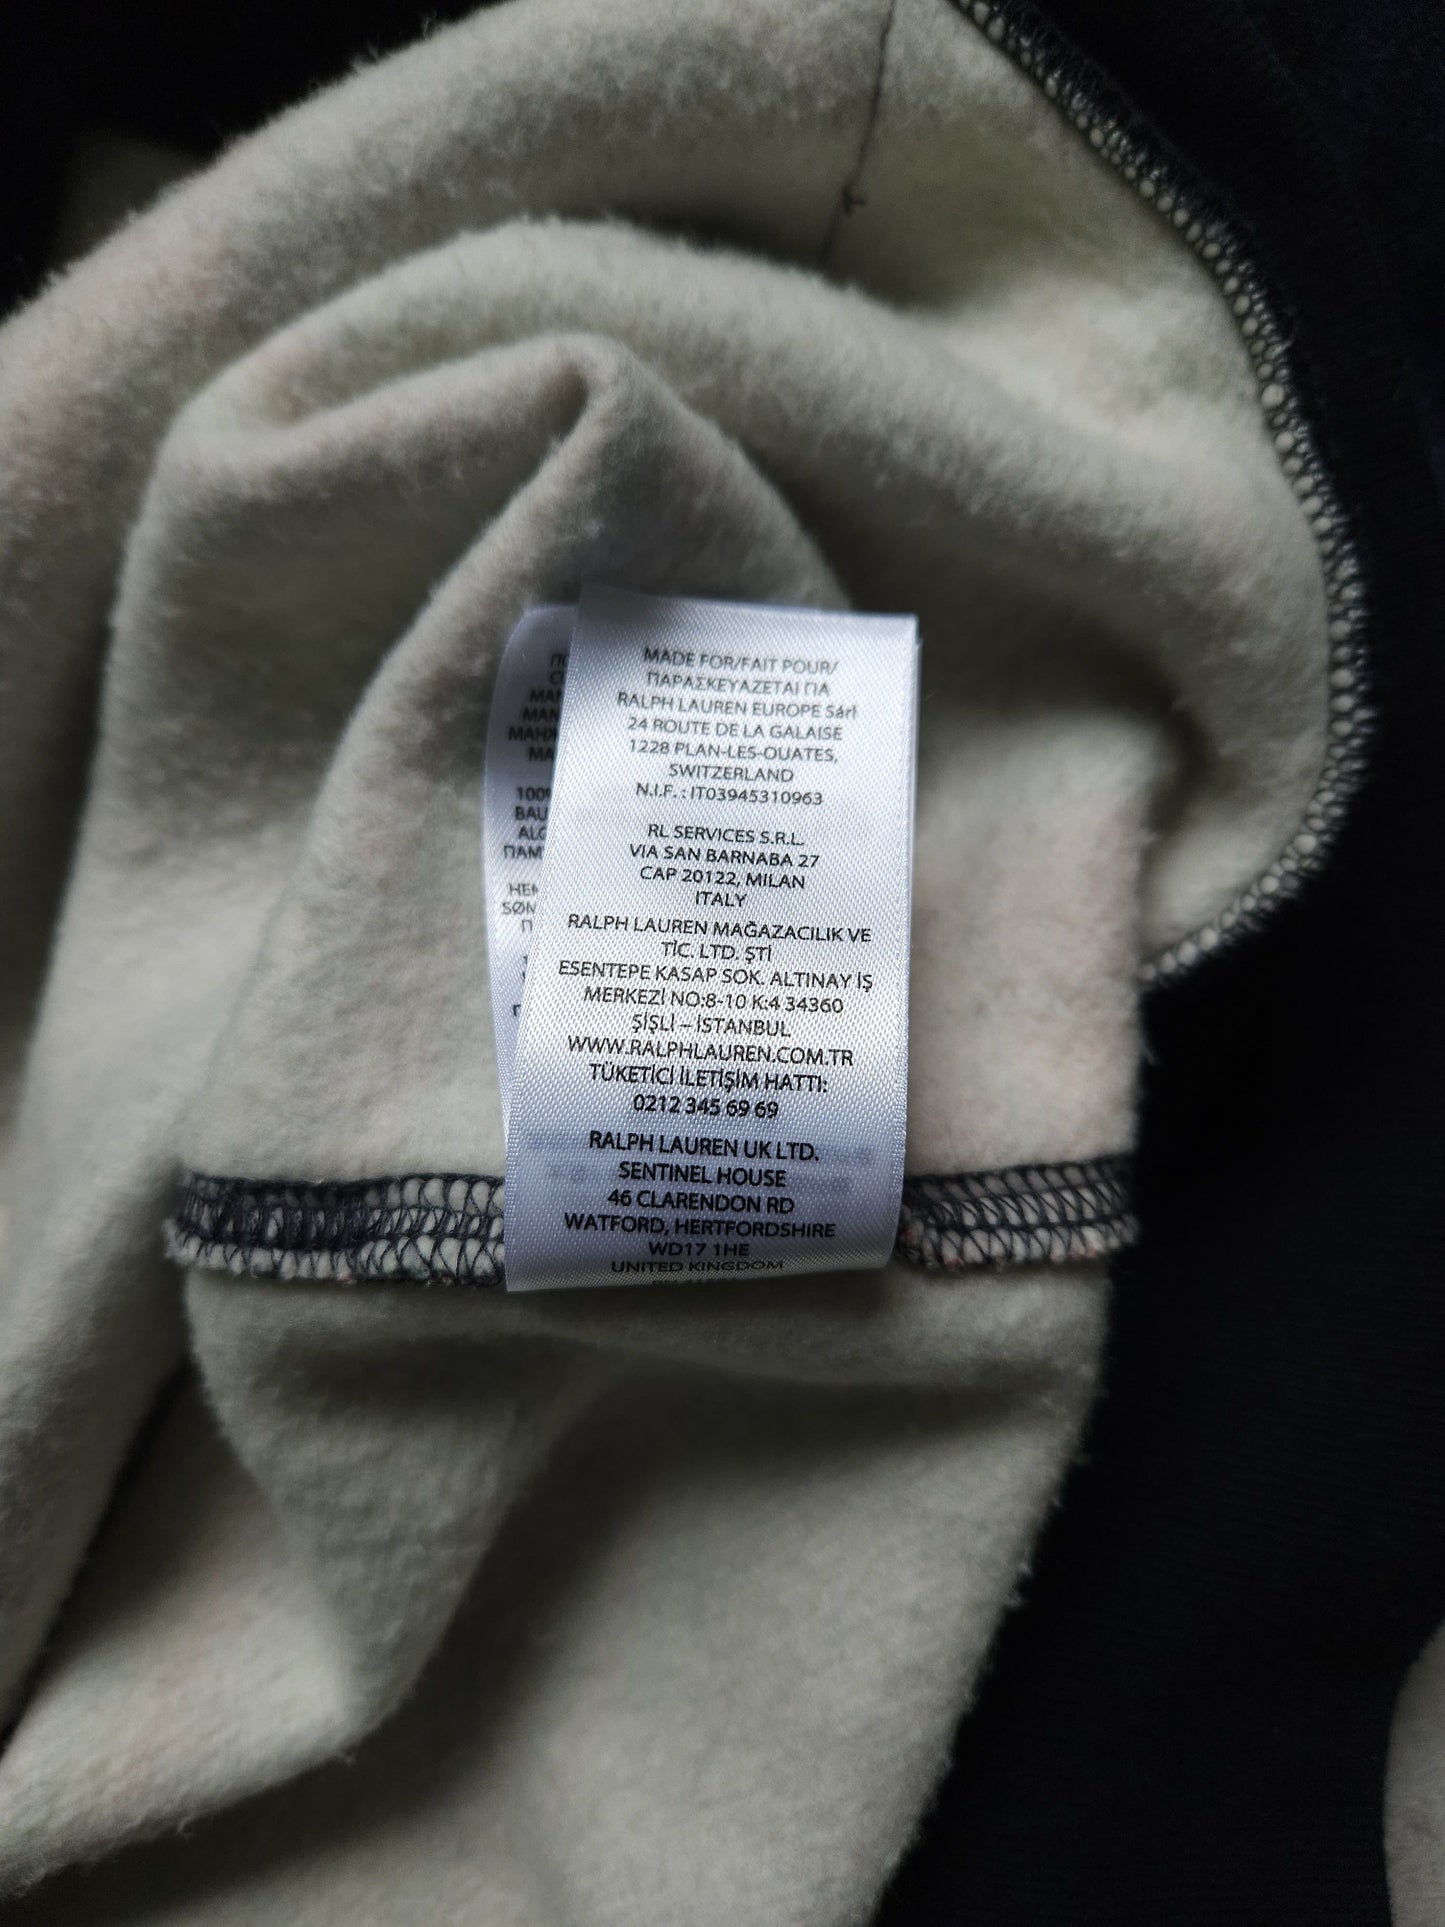 MADE FOR/FAIT POUR/
ΠΑΡΑΣΚΕΥΑΖΕΤΑΙ ΓΙΑ
RALPH LAUREN EUROPE Sárl
24 ROUTE DE LA GALAISE
1228 PLAN-LES-OUATES,
SWITZERLAND
N.I.F. : IT03945310963
RL SERVICES S.R.L.
VIA SAN BARNABA 27
CAP 20122, MILAN
ITALY
RALPH LAUREN MAĞAZACILIK VE
TİC. LTD. ŞTİ
ESENTEPE KASAP SOK. ALTINAY İŞ
MERKEZİ NO:8-10 K:4 34360
ŞİŞLİ – İSTANBUL
WWW.RALPHLAUREN.COM.TR
TÜKETİCİ İLETİŞİM HATTI:
0212 345 69 69
RALPH LAUREN UK LTD.
SENTINEL HOUSE
46 CLARENDON RD
WATFORD, HERTFORDSHIRE
WD17 1HE
UNITED KINGDOM